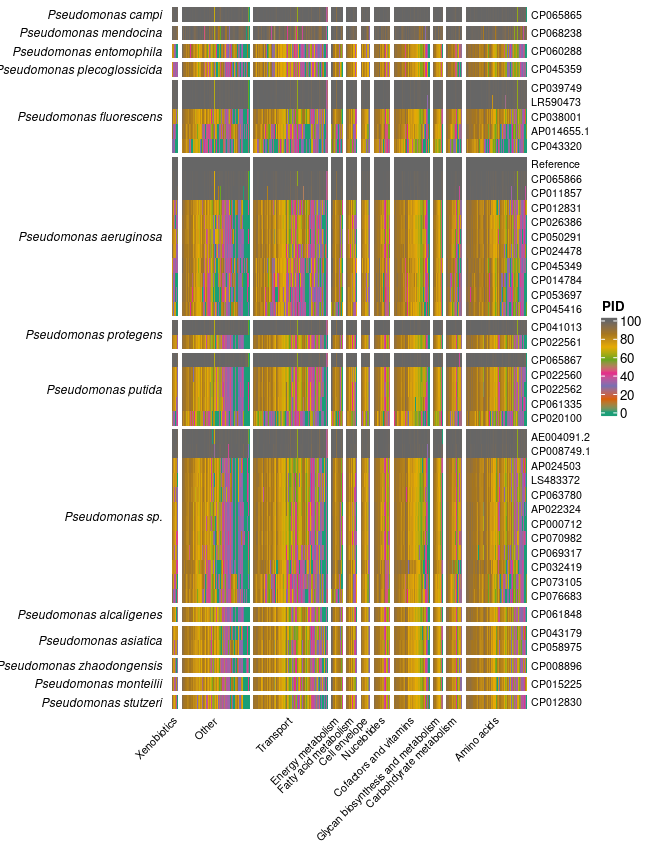 Pseudomonas campi
CP065865
Pseudomonas mendocina
CP068238
Pseudomonas entomophila
CP060288
Pseudomonas plecoglossicida
CP045359
Pseudomonas fluorescens
CP039749
LR590473
CP038001
AP014655.1
CP043320
Pseudomonas aeruginosa
Reference
CP065866
CP011857
CP012831
CP026386
CP050291
CP024478
CP045349
CP014784
CP053697
CP045416
Pseudomonas protegens
CP041013
CP022561
Pseudomonas putida
CP065867
CP022560
CP022562
CP061335
CP020100
Pseudomonas sp.
AE004091.2
CP008749.1
AP024503
LS483372
CP063780
AP022324
CP000712
CP070982
CP069317
CP032419
CP073105
CP076683
Pseudomonas alcaligenes
CP061848
Pseudomonas asiatica
CP043179
CP058975
Pseudomonas zhaodongensis
CP008896
Pseudomonas monteilii
CP015225
Pseudomonas stutzeri
CP012830
PID
100
80
60
40
20
0
Xenobiotics
Other
Transport
Energy metabolism
Fatty acid metabolism
Cell envelope
Nucelotides
Cofactors and vitamins
Glycan biosynthesis and metabolism
Carbohdyrate metabolism
Amino acids